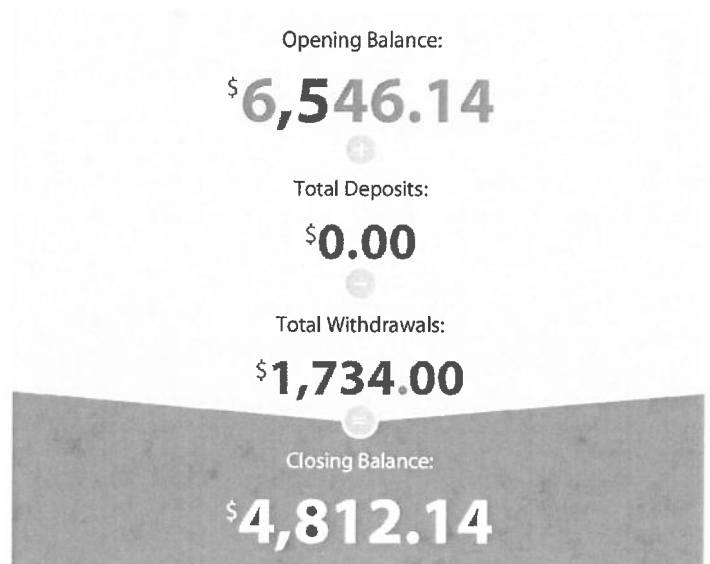 Opening Balance:
$6,546.14
+
Total Deposits:
$0.00
-
Total Withdrawals:
$1,734.00
=
Closing Balance:
$4,812.14